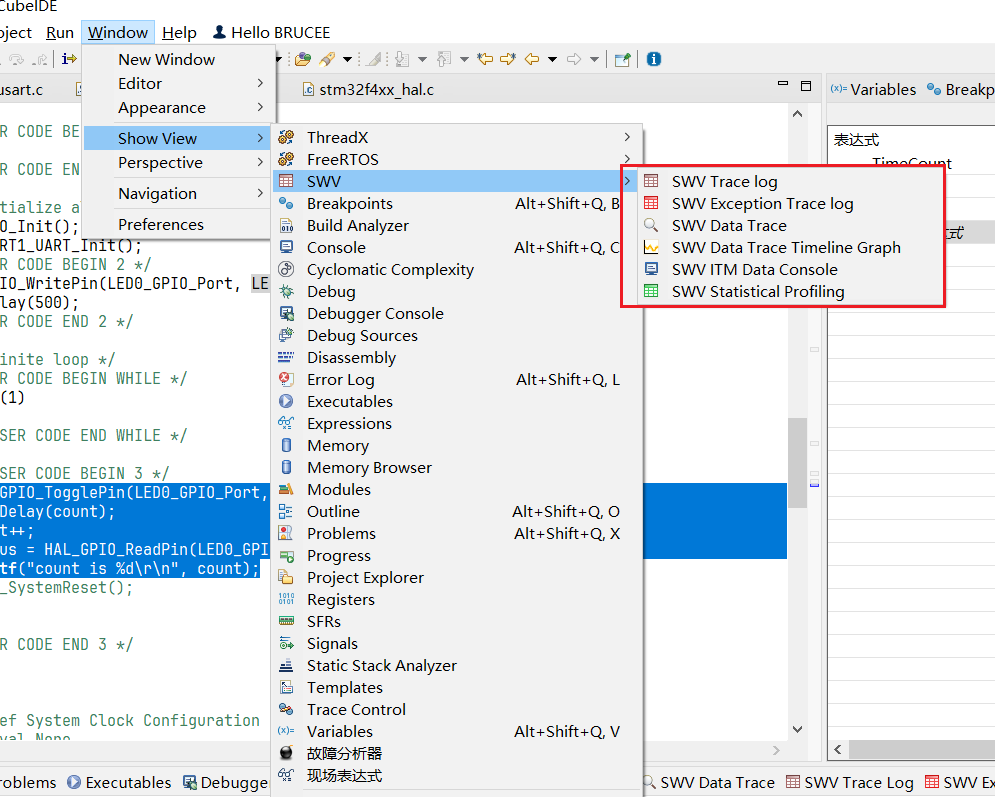 CubeIDE
oject Run Window Help Hello BRUCEE
usart.c
stm32f4xx_hal.c
Variables
Breakp
New Window
Editor
Appearance
Show View
Perspective
Navigation
Preferences
ThreadX
FreeRTOS
SWV
Breakpoints Alt+Shift+Q, B
Build Analyzer
Console Alt+Shift+Q, C
Cyclomatic Complexity
Debug
Debugger Console
Debug Sources
Disassembly
Error Log Alt+Shift+Q, L
Executables
Expressions
Memory
Memory Browser
Modules
Outline Alt+Shift+Q, O
Problems Alt+Shift+Q, X
Progress
Project Explorer
Registers
SFRs
Signals
Static Stack Analyzer
Templates
Trace Control
Variables Alt+Shift+Q, V
故障分析器
现场表达式
SWV Trace log
SWV Exception Trace log
SWV Data Trace
SWV Data Trace Timeline Graph
SWV ITM Data Console
SWV Statistical Profiling
表达式
TimeCount
式
R CODE BE
R CODE EN
tialize a
O_Init();
RT1_UART_Init();
R CODE BEGIN 2 */
IO_WritePin(LED0_GPIO_Port, LE
lay(500);
R CODE END 2 */
inite loop */
R CODE BEGIN WHILE */
(1)
SER CODE END WHILE */
SER CODE BEGIN 3 */
GPIO_TogglePin(LED0_GPIO_Port,
Delay(count);
t++;
us = HAL_GPIO_ReadPin(LED0_GPI
tf("count is %d\r\n", count);
_SystemReset();
R CODE END 3 */
ef System Clock Configuration
val None
roblems Executables Debugge
SWV Data Trace SWV Trace Log SWV Ex